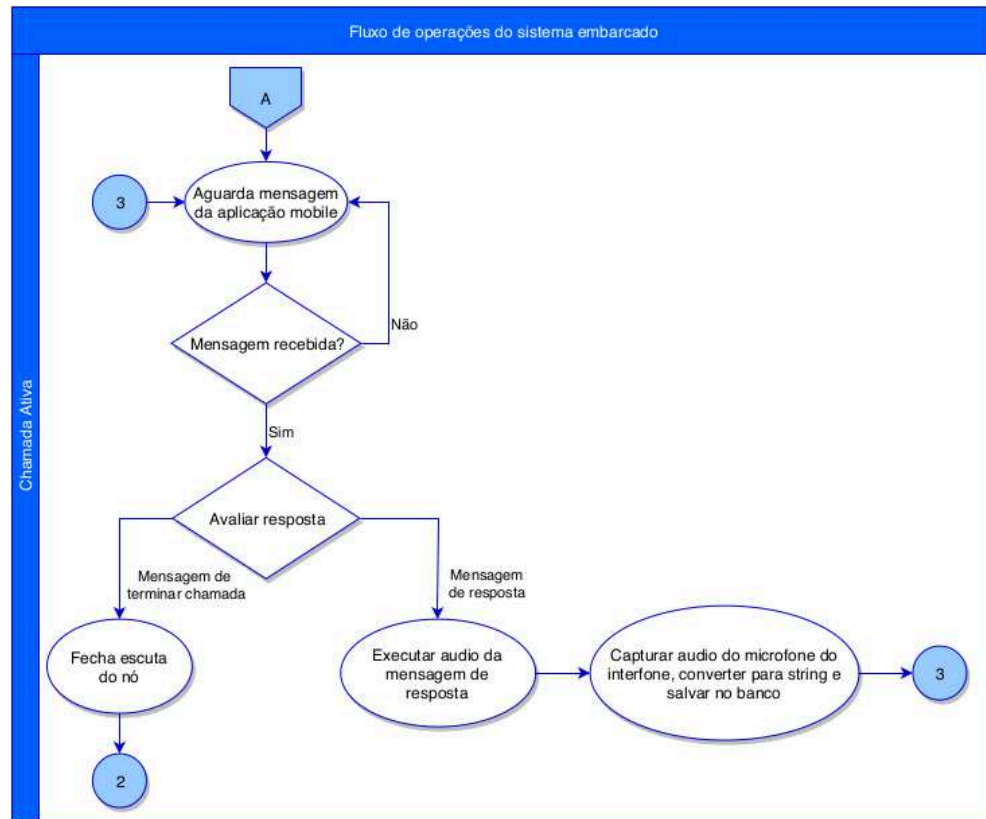 Fluxo de operações do sistema embarcado
Chamada Ativa
A
3
Aguarda mensagem
da aplicação mobile
Mensagem recebida?
Não
Sim
Avaliar resposta
Mensagem de
terminar chamada
Mensagem
de resposta
Fecha escuta
do nó
Executar audio da
mensagem de
resposta
Capturar audio do microfone do
interfone, converter para string e
salvar no banco
3
2